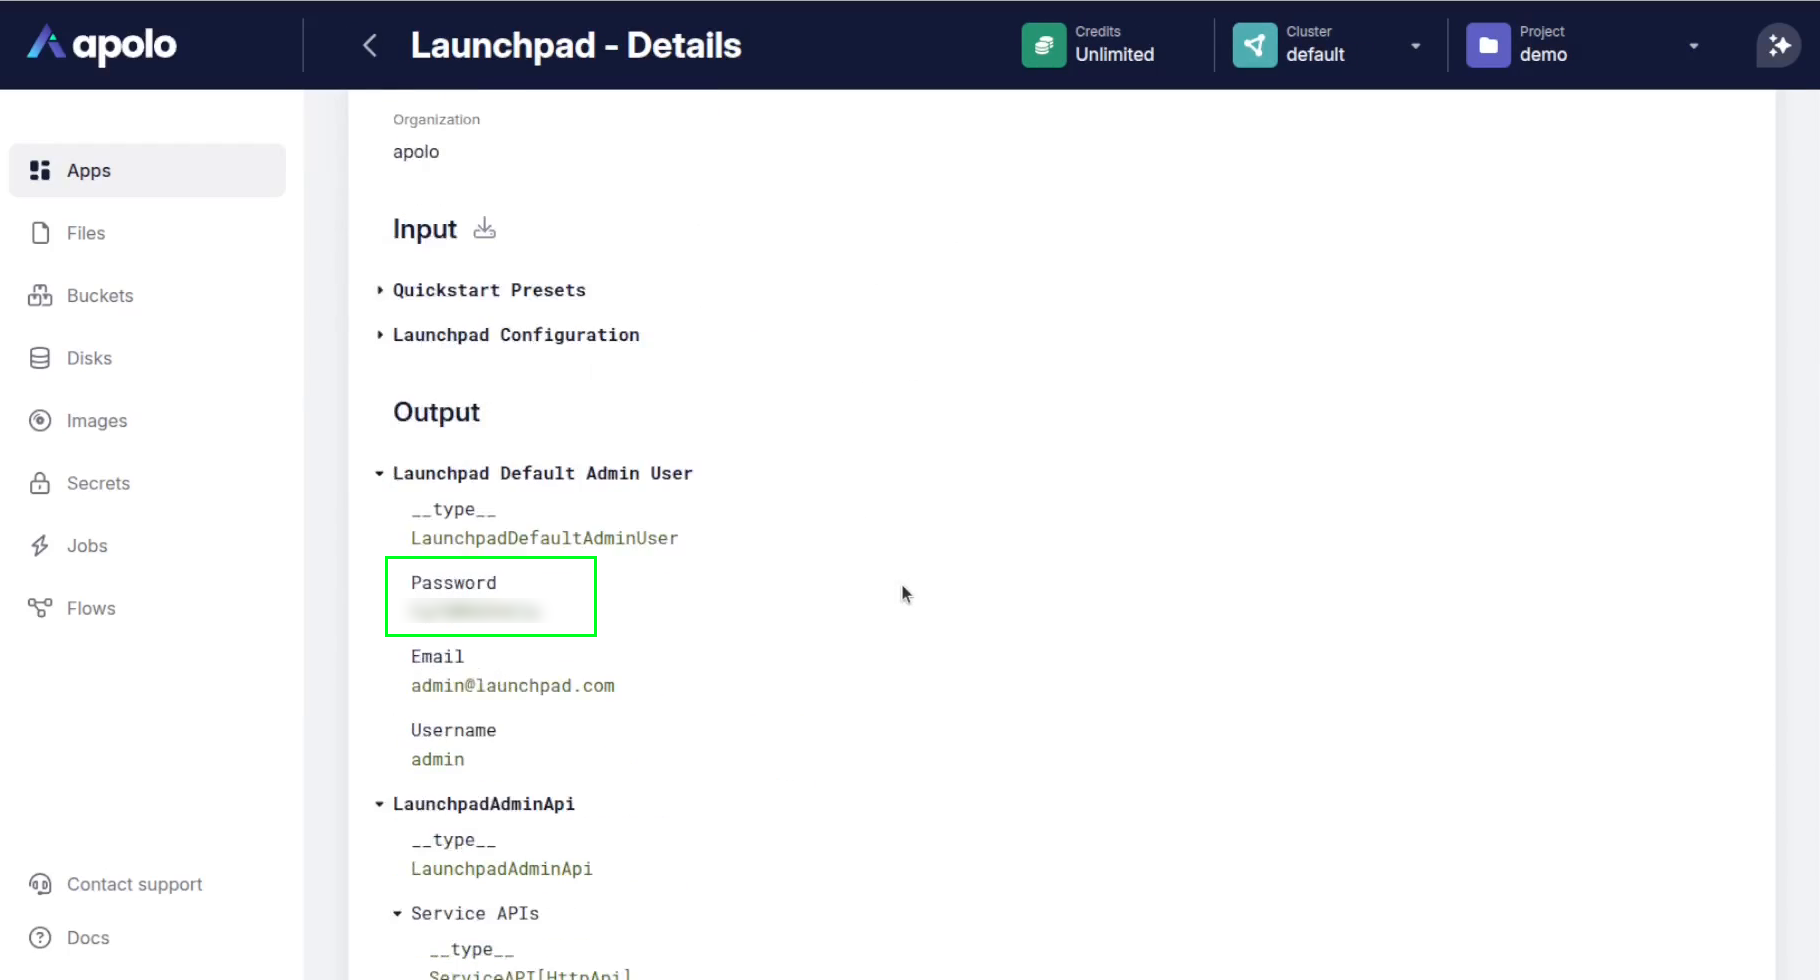 apolo
Launchpad - Details
Credits
Unlimited
Cluster
default
Project
demo
Apps
Files
Buckets
Disks
Images
Secrets
Jobs
Flows
Contact support
Docs
Organization
apolo
Input
Quickstart Presets
Launchpad Configuration
Output
Launchpad Default Admin User
__type__
LaunchpadDefaultAdminUser
Password
Email
admin@launchpad.com
Username
admin
LaunchpadAdminApi
__type__
LaunchpadAdminApi
Service APIs
__type__
ServiceAPI[HttpApi]